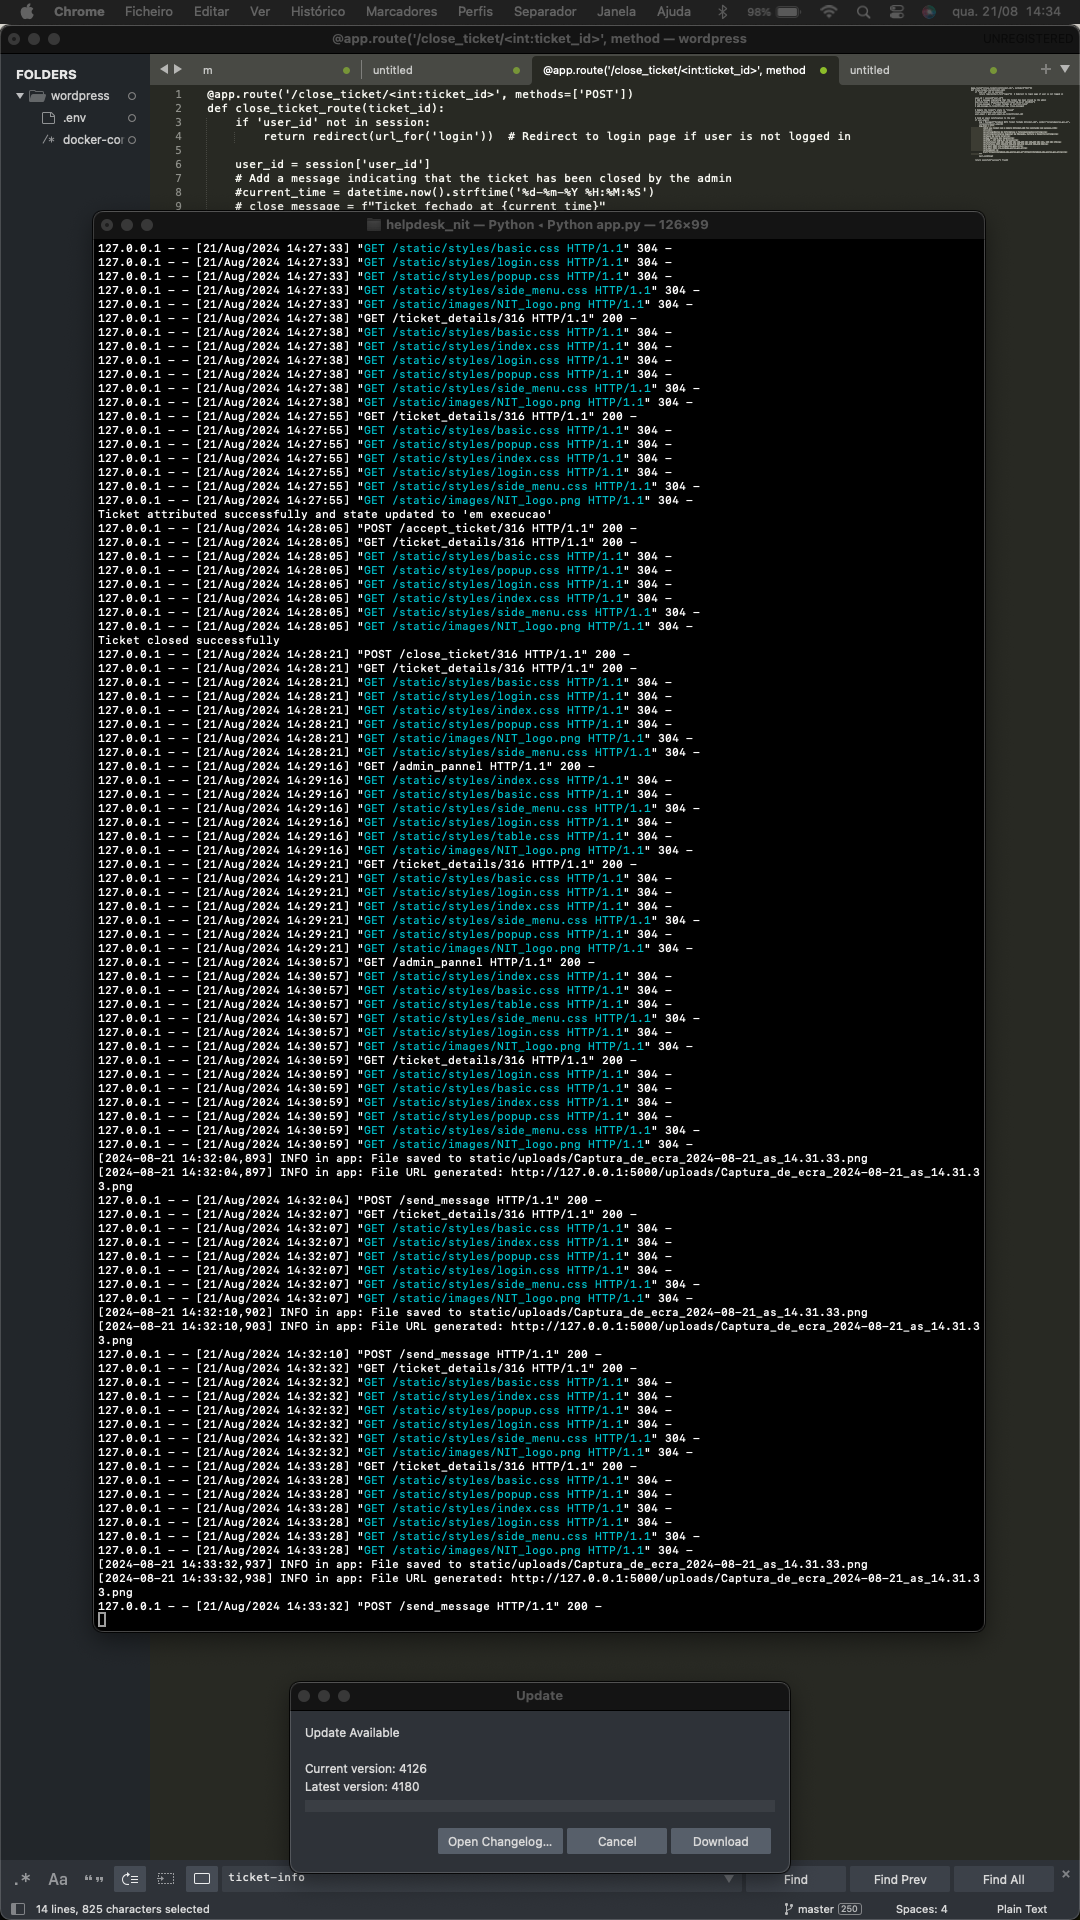 Chrome Ficheiro Editar Ver Histórico Marcadores Perfis Separador Janela Ajuda 98% qua. 21/08 14:34
@app.route('/close_ticket/<int:ticket_id>', method — wordpress UNREGISTERED
FOLDERS
wordpress
.env
/* docker-cor
m untitled @app.route('/close_ticket/<int:ticket_id>', method untitled
1 @app.route('/close_ticket/<int:ticket_id>', methods=['POST'])
2 def close_ticket_route(ticket_id):
3 if 'user_id' not in session:
4 return redirect(url_for('login')) # Redirect to login page if user is not logged in
5
6 user_id = session['user_id']
7 # Add a message indicating that the ticket has been closed by the admin
8 #current_time = datetime.now().strftime('%d-%m-%Y %H:%M:%S')
9 # close_message = f"Ticket fechado at {current_time}"
helpdesk_nit — Python ◂ Python app.py — 126×99
127.0.0.1 - - [21/Aug/2024 14:27:33] "GET /static/styles/basic.css HTTP/1.1" 304 -
127.0.0.1 - - [21/Aug/2024 14:27:33] "GET /static/styles/login.css HTTP/1.1" 304 -
127.0.0.1 - - [21/Aug/2024 14:27:33] "GET /static/styles/popup.css HTTP/1.1" 304 -
127.0.0.1 - - [21/Aug/2024 14:27:33] "GET /static/styles/side_menu.css HTTP/1.1" 304 -
127.0.0.1 - - [21/Aug/2024 14:27:33] "GET /static/images/NIT_logo.png HTTP/1.1" 304 -
127.0.0.1 - - [21/Aug/2024 14:27:38] "GET /ticket_details/316 HTTP/1.1" 200 -
127.0.0.1 - - [21/Aug/2024 14:27:38] "GET /static/styles/basic.css HTTP/1.1" 304 -
127.0.0.1 - - [21/Aug/2024 14:27:38] "GET /static/styles/index.css HTTP/1.1" 304 -
127.0.0.1 - - [21/Aug/2024 14:27:38] "GET /static/styles/login.css HTTP/1.1" 304 -
127.0.0.1 - - [21/Aug/2024 14:27:38] "GET /static/styles/popup.css HTTP/1.1" 304 -
127.0.0.1 - - [21/Aug/2024 14:27:38] "GET /static/styles/side_menu.css HTTP/1.1" 304 -
127.0.0.1 - - [21/Aug/2024 14:27:38] "GET /static/images/NIT_logo.png HTTP/1.1" 304 -
127.0.0.1 - - [21/Aug/2024 14:27:55] "GET /ticket_details/316 HTTP/1.1" 200 -
127.0.0.1 - - [21/Aug/2024 14:27:55] "GET /static/styles/basic.css HTTP/1.1" 304 -
127.0.0.1 - - [21/Aug/2024 14:27:55] "GET /static/styles/popup.css HTTP/1.1" 304 -
127.0.0.1 - - [21/Aug/2024 14:27:55] "GET /static/styles/index.css HTTP/1.1" 304 -
127.0.0.1 - - [21/Aug/2024 14:27:55] "GET /static/styles/login.css HTTP/1.1" 304 -
127.0.0.1 - - [21/Aug/2024 14:27:55] "GET /static/styles/side_menu.css HTTP/1.1" 304 -
127.0.0.1 - - [21/Aug/2024 14:27:55] "GET /static/images/NIT_logo.png HTTP/1.1" 304 -
Ticket attributed successfully and state updated to 'em execucao'
127.0.0.1 - - [21/Aug/2024 14:28:05] "POST /accept_ticket/316 HTTP/1.1" 200 -
127.0.0.1 - - [21/Aug/2024 14:28:05] "GET /ticket_details/316 HTTP/1.1" 200 -
127.0.0.1 - - [21/Aug/2024 14:28:05] "GET /static/styles/basic.css HTTP/1.1" 304 -
127.0.0.1 - - [21/Aug/2024 14:28:05] "GET /static/styles/popup.css HTTP/1.1" 304 -
127.0.0.1 - - [21/Aug/2024 14:28:05] "GET /static/styles/login.css HTTP/1.1" 304 -
127.0.0.1 - - [21/Aug/2024 14:28:05] "GET /static/styles/index.css HTTP/1.1" 304 -
127.0.0.1 - - [21/Aug/2024 14:28:05] "GET /static/styles/side_menu.css HTTP/1.1" 304 -
127.0.0.1 - - [21/Aug/2024 14:28:05] "GET /static/images/NIT_logo.png HTTP/1.1" 304 -
Ticket closed successfully
127.0.0.1 - - [21/Aug/2024 14:28:21] "POST /close_ticket/316 HTTP/1.1" 200 -
127.0.0.1 - - [21/Aug/2024 14:28:21] "GET /ticket_details/316 HTTP/1.1" 200 -
127.0.0.1 - - [21/Aug/2024 14:28:21] "GET /static/styles/basic.css HTTP/1.1" 304 -
127.0.0.1 - - [21/Aug/2024 14:28:21] "GET /static/styles/login.css HTTP/1.1" 304 -
127.0.0.1 - - [21/Aug/2024 14:28:21] "GET /static/styles/index.css HTTP/1.1" 304 -
127.0.0.1 - - [21/Aug/2024 14:28:21] "GET /static/styles/popup.css HTTP/1.1" 304 -
127.0.0.1 - - [21/Aug/2024 14:28:21] "GET /static/images/NIT_logo.png HTTP/1.1" 304 -
127.0.0.1 - - [21/Aug/2024 14:28:21] "GET /static/styles/side_menu.css HTTP/1.1" 304 -
127.0.0.1 - - [21/Aug/2024 14:29:16] "GET /admin_pannel HTTP/1.1" 200 -
127.0.0.1 - - [21/Aug/2024 14:29:16] "GET /static/styles/index.css HTTP/1.1" 304 -
127.0.0.1 - - [21/Aug/2024 14:29:16] "GET /static/styles/basic.css HTTP/1.1" 304 -
127.0.0.1 - - [21/Aug/2024 14:29:16] "GET /static/styles/side_menu.css HTTP/1.1" 304 -
127.0.0.1 - - [21/Aug/2024 14:29:16] "GET /static/styles/login.css HTTP/1.1" 304 -
127.0.0.1 - - [21/Aug/2024 14:29:16] "GET /static/styles/table.css HTTP/1.1" 304 -
127.0.0.1 - - [21/Aug/2024 14:29:16] "GET /static/images/NIT_logo.png HTTP/1.1" 304 -
127.0.0.1 - - [21/Aug/2024 14:29:21] "GET /ticket_details/316 HTTP/1.1" 200 -
127.0.0.1 - - [21/Aug/2024 14:29:21] "GET /static/styles/basic.css HTTP/1.1" 304 -
127.0.0.1 - - [21/Aug/2024 14:29:21] "GET /static/styles/login.css HTTP/1.1" 304 -
127.0.0.1 - - [21/Aug/2024 14:29:21] "GET /static/styles/index.css HTTP/1.1" 304 -
127.0.0.1 - - [21/Aug/2024 14:29:21] "GET /static/styles/side_menu.css HTTP/1.1" 304 -
127.0.0.1 - - [21/Aug/2024 14:29:21] "GET /static/styles/popup.css HTTP/1.1" 304 -
127.0.0.1 - - [21/Aug/2024 14:29:21] "GET /static/images/NIT_logo.png HTTP/1.1" 304 -
127.0.0.1 - - [21/Aug/2024 14:30:57] "GET /admin_pannel HTTP/1.1" 200 -
127.0.0.1 - - [21/Aug/2024 14:30:57] "GET /static/styles/index.css HTTP/1.1" 304 -
127.0.0.1 - - [21/Aug/2024 14:30:57] "GET /static/styles/basic.css HTTP/1.1" 304 -
127.0.0.1 - - [21/Aug/2024 14:30:57] "GET /static/styles/table.css HTTP/1.1" 304 -
127.0.0.1 - - [21/Aug/2024 14:30:57] "GET /static/styles/side_menu.css HTTP/1.1" 304 -
127.0.0.1 - - [21/Aug/2024 14:30:57] "GET /static/styles/login.css HTTP/1.1" 304 -
127.0.0.1 - - [21/Aug/2024 14:30:57] "GET /static/images/NIT_logo.png HTTP/1.1" 304 -
127.0.0.1 - - [21/Aug/2024 14:30:59] "GET /ticket_details/316 HTTP/1.1" 200 -
127.0.0.1 - - [21/Aug/2024 14:30:59] "GET /static/styles/login.css HTTP/1.1" 304 -
127.0.0.1 - - [21/Aug/2024 14:30:59] "GET /static/styles/basic.css HTTP/1.1" 304 -
127.0.0.1 - - [21/Aug/2024 14:30:59] "GET /static/styles/index.css HTTP/1.1" 304 -
127.0.0.1 - - [21/Aug/2024 14:30:59] "GET /static/styles/popup.css HTTP/1.1" 304 -
127.0.0.1 - - [21/Aug/2024 14:30:59] "GET /static/styles/side_menu.css HTTP/1.1" 304 -
127.0.0.1 - - [21/Aug/2024 14:30:59] "GET /static/images/NIT_logo.png HTTP/1.1" 304 -
[2024-08-21 14:32:04,893] INFO in app: File saved to static/uploads/Captura_de_ecra_2024-08-21_as_14.31.33.png
[2024-08-21 14:32:04,897] INFO in app: File URL generated: http://127.0.0.1:5000/uploads/Captura_de_ecra_2024-08-21_as_14.31.3
3.png
127.0.0.1 - - [21/Aug/2024 14:32:04] "POST /send_message HTTP/1.1" 200 -
127.0.0.1 - - [21/Aug/2024 14:32:07] "GET /ticket_details/316 HTTP/1.1" 200 -
127.0.0.1 - - [21/Aug/2024 14:32:07] "GET /static/styles/basic.css HTTP/1.1" 304 -
127.0.0.1 - - [21/Aug/2024 14:32:07] "GET /static/styles/index.css HTTP/1.1" 304 -
127.0.0.1 - - [21/Aug/2024 14:32:07] "GET /static/styles/popup.css HTTP/1.1" 304 -
127.0.0.1 - - [21/Aug/2024 14:32:07] "GET /static/styles/login.css HTTP/1.1" 304 -
127.0.0.1 - - [21/Aug/2024 14:32:07] "GET /static/styles/side_menu.css HTTP/1.1" 304 -
127.0.0.1 - - [21/Aug/2024 14:32:07] "GET /static/images/NIT_logo.png HTTP/1.1" 304 -
[2024-08-21 14:32:10,902] INFO in app: File saved to static/uploads/Captura_de_ecra_2024-08-21_as_14.31.33.png
[2024-08-21 14:32:10,903] INFO in app: File URL generated: http://127.0.0.1:5000/uploads/Captura_de_ecra_2024-08-21_as_14.31.3
3.png
127.0.0.1 - - [21/Aug/2024 14:32:10] "POST /send_message HTTP/1.1" 200 -
127.0.0.1 - - [21/Aug/2024 14:32:32] "GET /ticket_details/316 HTTP/1.1" 200 -
127.0.0.1 - - [21/Aug/2024 14:32:32] "GET /static/styles/basic.css HTTP/1.1" 304 -
127.0.0.1 - - [21/Aug/2024 14:32:32] "GET /static/styles/index.css HTTP/1.1" 304 -
127.0.0.1 - - [21/Aug/2024 14:32:32] "GET /static/styles/popup.css HTTP/1.1" 304 -
127.0.0.1 - - [21/Aug/2024 14:32:32] "GET /static/styles/login.css HTTP/1.1" 304 -
127.0.0.1 - - [21/Aug/2024 14:32:32] "GET /static/styles/side_menu.css HTTP/1.1" 304 -
127.0.0.1 - - [21/Aug/2024 14:32:32] "GET /static/images/NIT_logo.png HTTP/1.1" 304 -
127.0.0.1 - - [21/Aug/2024 14:33:28] "GET /ticket_details/316 HTTP/1.1" 200 -
127.0.0.1 - - [21/Aug/2024 14:33:28] "GET /static/styles/basic.css HTTP/1.1" 304 -
127.0.0.1 - - [21/Aug/2024 14:33:28] "GET /static/styles/popup.css HTTP/1.1" 304 -
127.0.0.1 - - [21/Aug/2024 14:33:28] "GET /static/styles/index.css HTTP/1.1" 304 -
127.0.0.1 - - [21/Aug/2024 14:33:28] "GET /static/styles/login.css HTTP/1.1" 304 -
127.0.0.1 - - [21/Aug/2024 14:33:28] "GET /static/styles/side_menu.css HTTP/1.1" 304 -
127.0.0.1 - - [21/Aug/2024 14:33:28] "GET /static/images/NIT_logo.png HTTP/1.1" 304 -
[2024-08-21 14:33:32,937] INFO in app: File saved to static/uploads/Captura_de_ecra_2024-08-21_as_14.31.33.png
[2024-08-21 14:33:32,938] INFO in app: File URL generated: http://127.0.0.1:5000/uploads/Captura_de_ecra_2024-08-21_as_14.31.3
3.png
127.0.0.1 - - [21/Aug/2024 14:33:32] "POST /send_message HTTP/1.1" 200 -
Update
Update Available
Current version: 4126
Latest version: 4180
Open Changelog... Cancel Download
.* Aa “” ticket-info Find Find Prev Find All
14 lines, 825 characters selected master 250 Spaces: 4 Plain Text